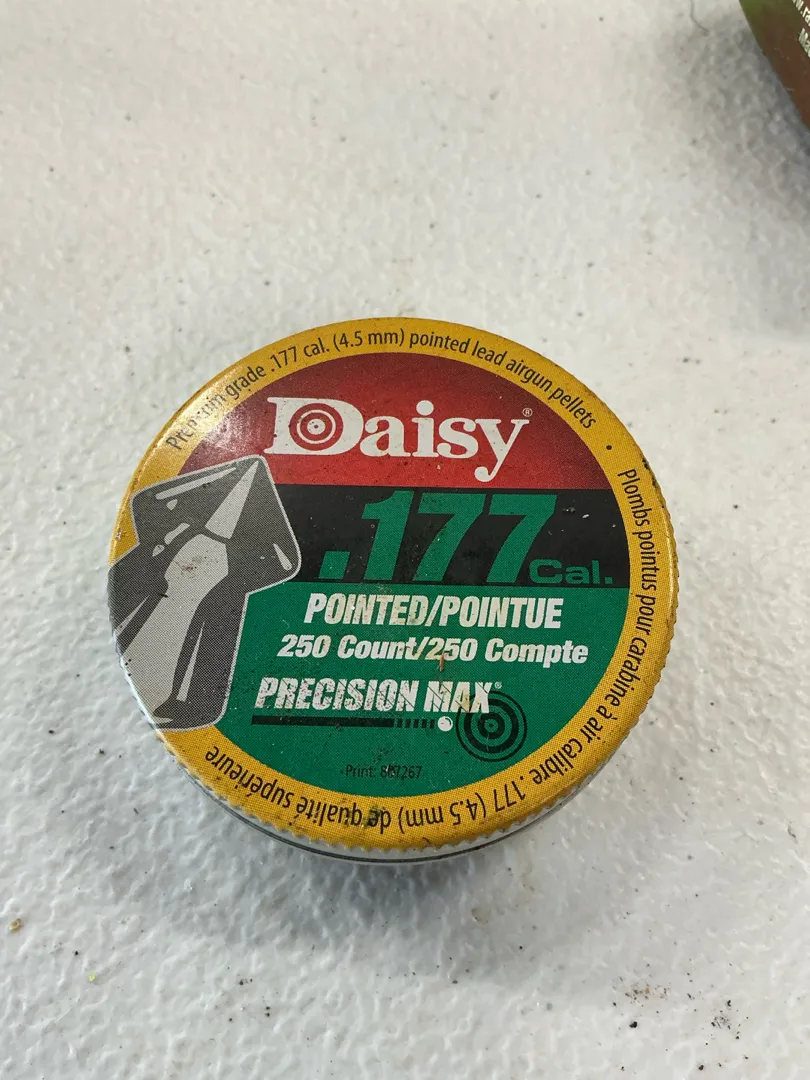 Premium grade .177 cal. (4.5 mm) pointed lead airgun pellets •
Daisy®
.177 Cal.
POINTED/POINTUE
250 Count/250 Compte
PRECISION MAX®
Print: 
Plombs pointus pour carabine à air calibre .177 (4.5 mm) de qualité supérieure